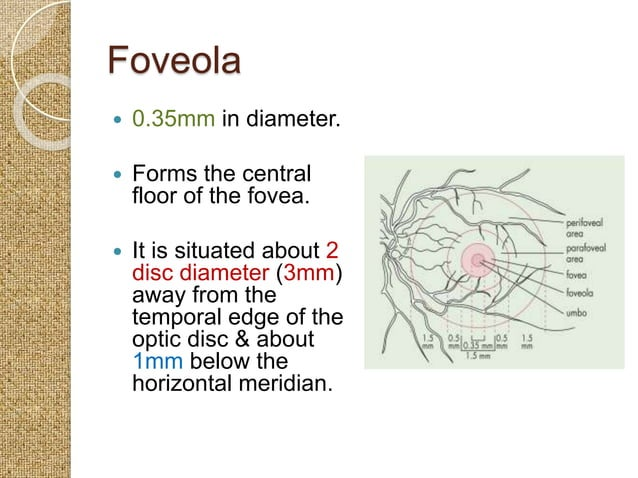 Foveola
• 0.35mm in diameter.
• Forms the central
floor of the fovea.
• It is situated about 2
disc diameter (3mm)
away from the
temporal edge of the
optic disc & about
1mm below the
horizontal meridian.
perifoveal
area
parafoveal
area
fovea
foveola
umbo
1.5 0.5 0.5 1.5
mm mm 0.35 mm mm mm
1.5 mm